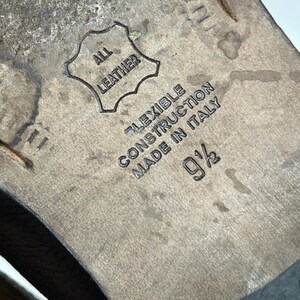 ALL
LEATHER
FLEXIBLE
CONSTRUCTION
MADE IN ITALY
9½